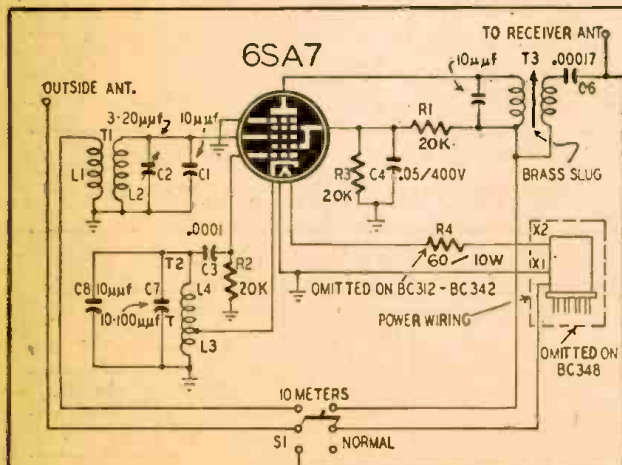 TO RECEIVER ANT.
6SA7
10µµf
T3
.00017
C6
OUTSIDE ANT.
3-20µµf
10µµf
T1
R1
20K
BRASS SLUG
L1
L2
C2
C1
R3
20K
C4
.05/400V
.0001
R4
X2
T2
C3
R2
20K
60/10W
X1
C8
10µµf
C7
L4
OMITTED ON BC312-BC342
10-100µµf
T
POWER WIRING
L3
OMITTED ON
BC348
10 METERS
S1
NORMAL